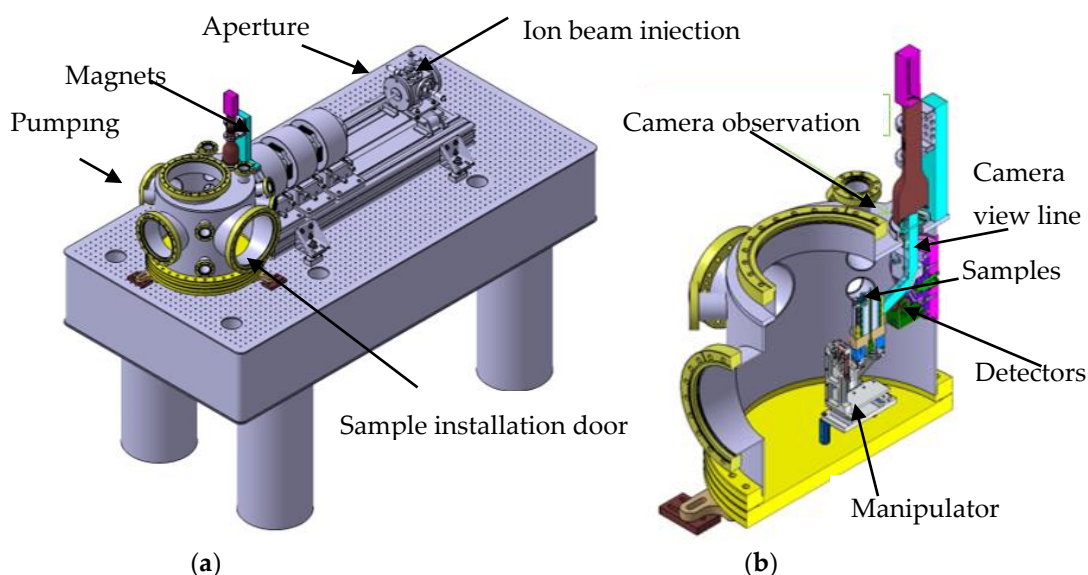 Aperture
Ion beam injection
Magnets
Pumping
Sample installation door
(a)
Camera observation
Camera
view line
Samples
Detectors
Manipulator
(b)